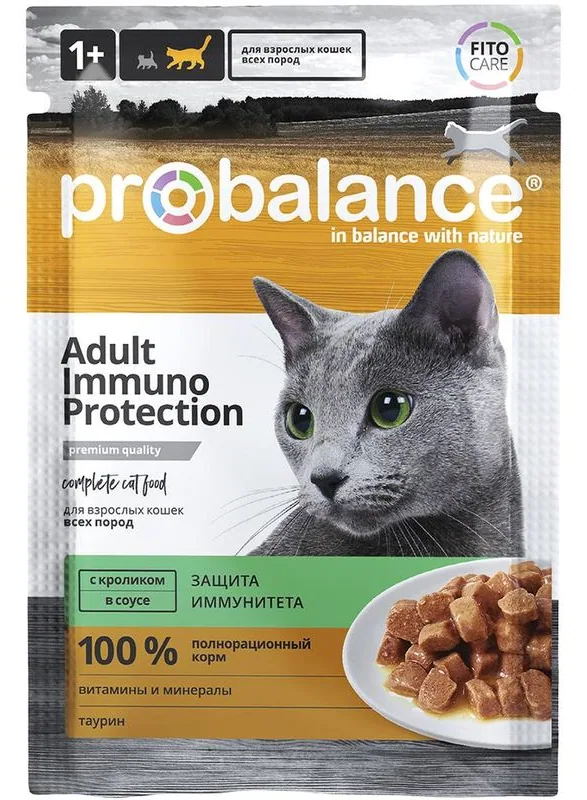 1+
для взрослых кошек
всех пород
FITO
CARE
probalance®
in balance with nature
Adult
Immuno
Protection
premium quality
complete cat food
для взрослых кошек
всех пород
с кроликом
в соусе
ЗАЩИТА
ИММУНИТЕТА
100 %
полнорационный
корм
витамины и минералы
таурин